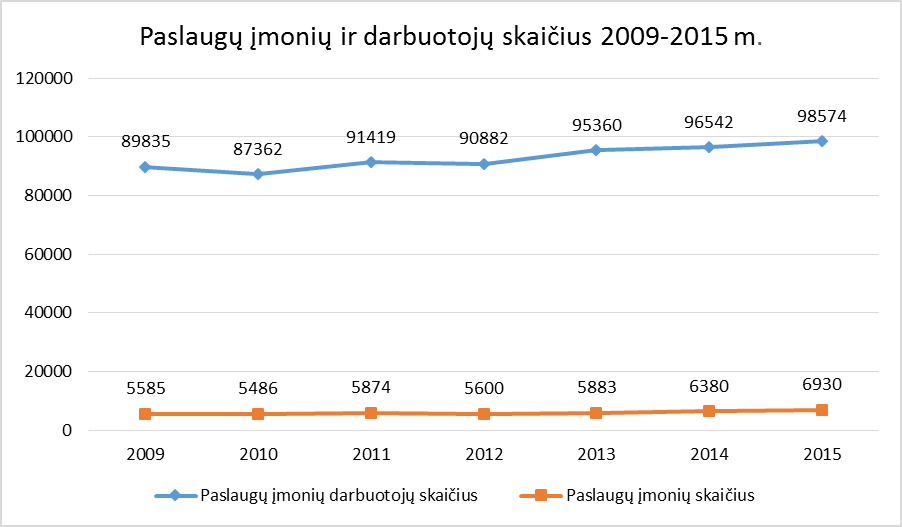 Paslaugų įmonių ir darbuotojų skaičius 2009-2015 m.
120000
100000
80000
60000
40000
20000
0
89835 87362 91419 90882 95360 96542 98574
5585 5486 5874 5600 5883 6380 6930
2009 2010 2011 2012 2013 2014 2015
Paslaugų įmonių darbuotojų skaičius Paslaugų įmonių skaičius